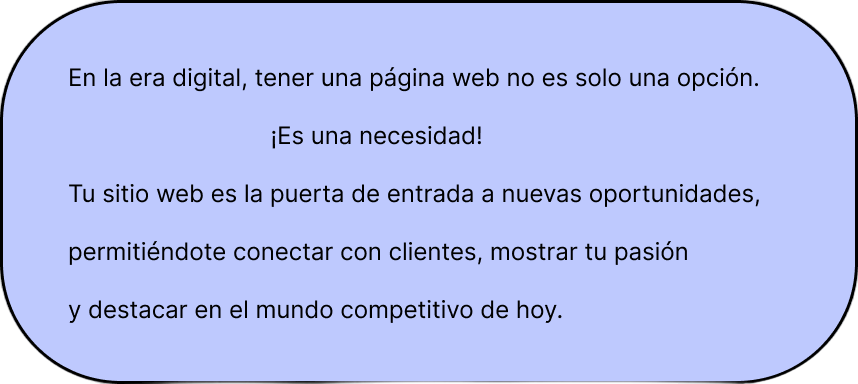 En la era digital, tener una página web no es solo una opción.
¡Es una necesidad!
Tu sitio web es la puerta de entrada a nuevas oportunidades,
permitiéndote conectar con clientes, mostrar tu pasión
y destacar en el mundo competitivo de hoy.